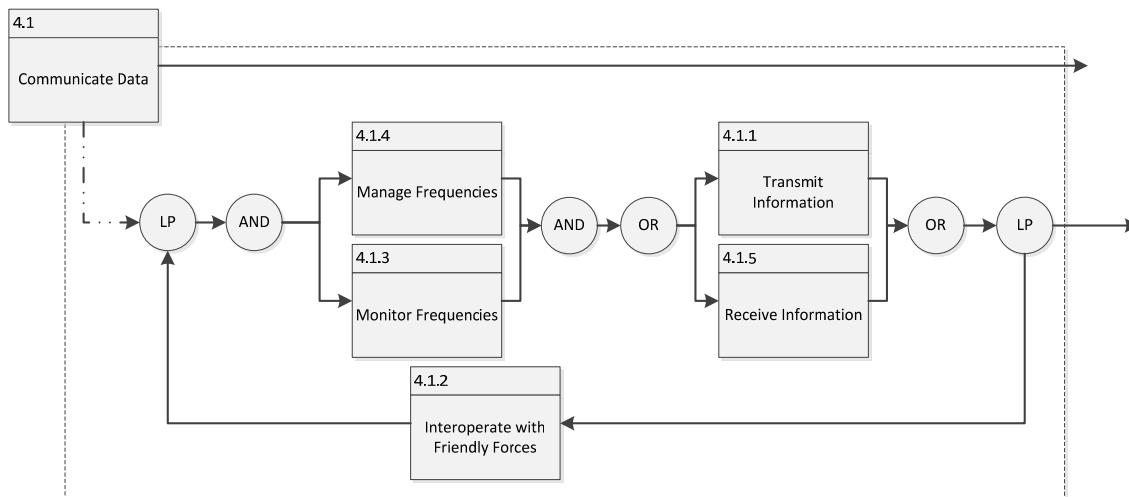 4.1
Communicate Data
4.1.4
Manage Frequencies
4.1.1
Transmit
Information
LP
AND
AND
OR
OR
LP
4.1.3
Monitor Frequencies
4.1.5
Receive Information
4.1.2
Interoperate with
Friendly Forces